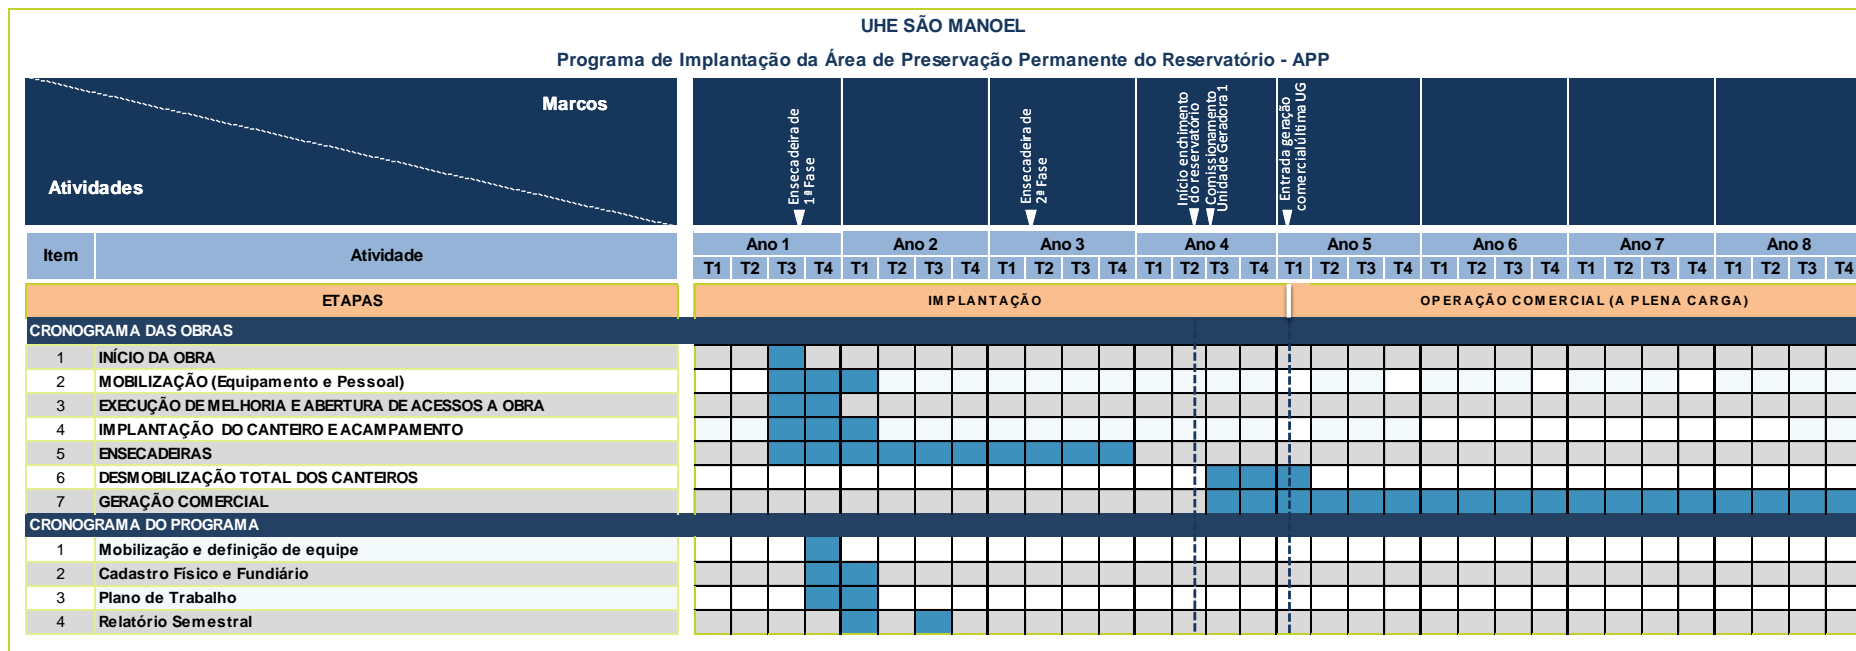 UHE SÃO MANOEL
Programa de Implantação da Área de Preservação Permanente do Reservatório - APP
Marcos
Atividades
Ensecadeira de
1ª Fase
Ensecadeira de
2ª Fase
Início enchimento
do reservatório
Comissionamento
Unidade Geradora 1
Entrada geração
comercial última UG
Item Atividade Ano 1 Ano 2 Ano 3 Ano 4 Ano 5 Ano 6 Ano 7 Ano 8
T1 T2 T3 T4 T1 T2 T3 T4 T1 T2 T3 T4 T1 T2 T3 T4 T1 T2 T3 T4 T1 T2 T3 T4 T1 T2 T3 T4 T1 T2 T3 T4
ETAPAS IMPLANTAÇÃO OPERAÇÃO COMERCIAL (A PLENA CARGA)
CRONOGRAMA DAS OBRAS
1 INÍCIO DA OBRA
2 MOBILIZAÇÃO (Equipamento e Pessoal)
3 EXECUÇÃO DE MELHORIA E ABERTURA DE ACESSOS A OBRA
4 IMPLANTAÇÃO DO CANTEIRO E ACAMPAMENTO
5 ENSECADEIRAS
6 DESMOBILIZAÇÃO TOTAL DOS CANTEIROS
7 GERAÇÃO COMERCIAL
CRONOGRAMA DO PROGRAMA
1 Mobilização e definição de equipe
2 Cadastro Físico e Fundiário
3 Plano de Trabalho
4 Relatório Semestral